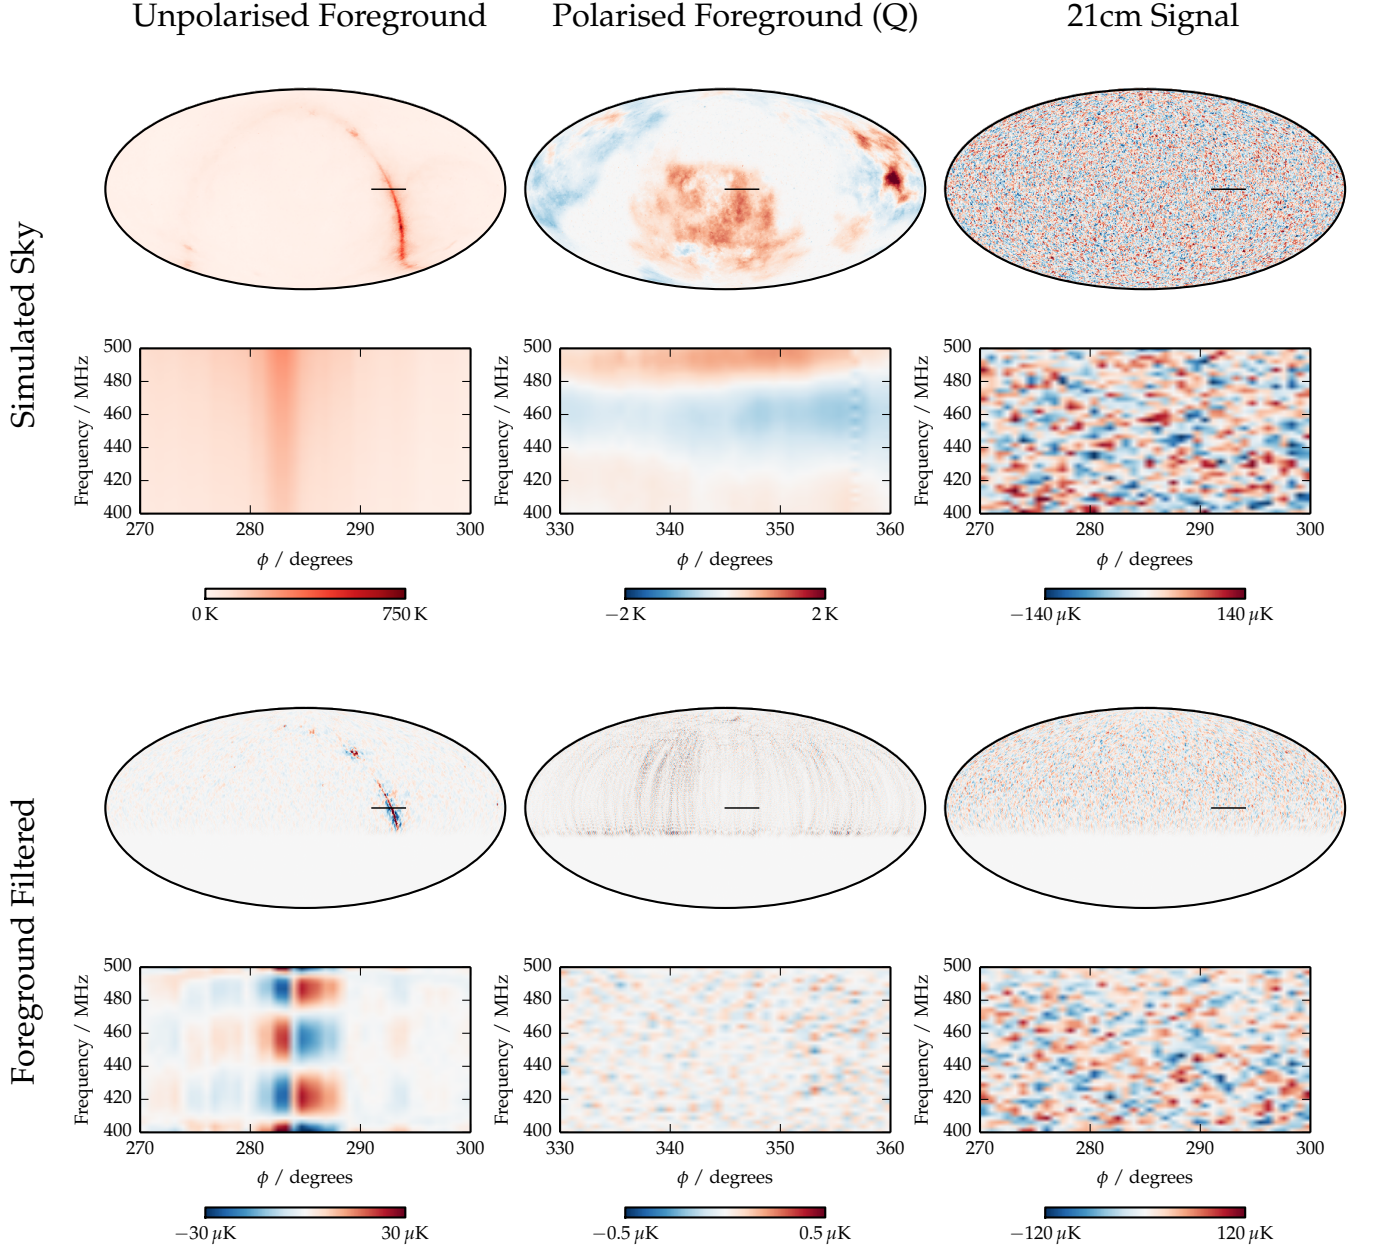 Unpolarised Foreground Polarised Foreground (Q) 21cm Signal
Simulated Sky
500 500 500
480 480 480
460 460 460
440 440 440
420 420 420
400 400 400
Frequency / MHz Frequency / MHz Frequency / MHz
270 280 290 300 330 340 350 360 270 280 290 300
ϕ / degrees ϕ / degrees ϕ / degrees
0 K 750 K −2 K 2 K −140 µK 140 µK
Foreground Filtered
500 500 500
480 480 480
460 460 460
440 440 440
420 420 420
400 400 400
Frequency / MHz Frequency / MHz Frequency / MHz
270 280 290 300 330 340 350 360 270 280 290 300
ϕ / degrees ϕ / degrees ϕ / degrees
−30 µK 30 µK −0.5 µK 0.5 µK −120 µK 120 µK